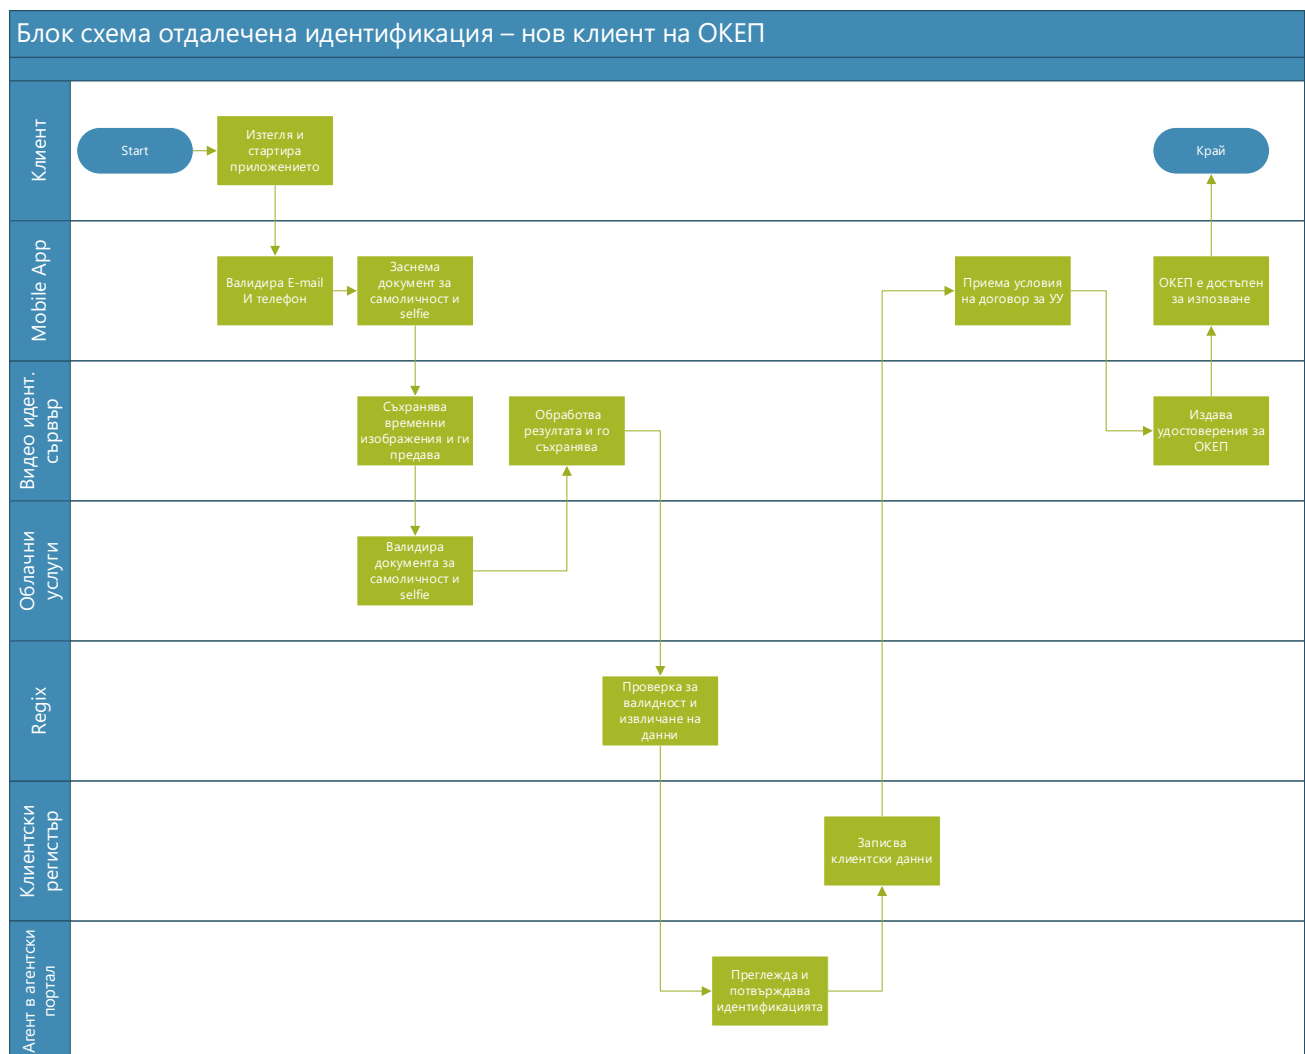 Блок схема отдалечена идентификация – нов клиент на ОКЕП
Клиент
Start
Изтегля и
стартира
приложението
Край
Mobile App
Валидира E-mail
И телефон
Заснема
документ за
самоличност и
selfie
Приема условия
на договор за УУ
ОКЕП е достъпен
за изпозване
Видео идент.
сървър
Съхранява
временни
изображения и ги
предава
Обработва
резултата и го
съхранява
Издава
удостоверения за
ОКЕП
Облачни
услуги
Валидира
документа за
самоличност и
selfie
Regix
Проверка за
валидност и
извличане на
данни
Клиентски
регистър
Записва
клиентски данни
Агент в агентски
портал
Преглежда и
потвърждава
идентификацията